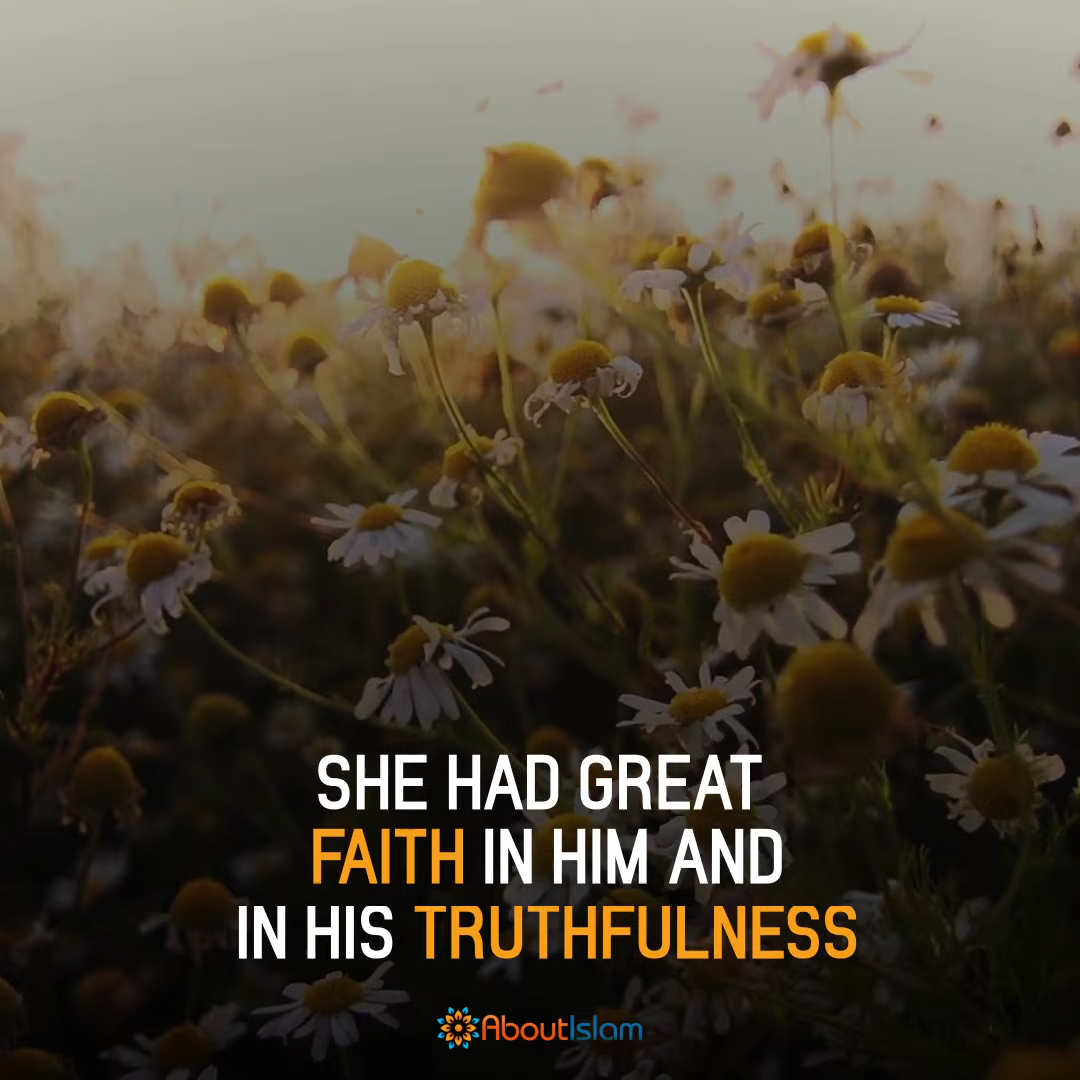 SHE HAD GREAT
FAITH IN HIM AND
IN HIS TRUTHFULNESS
AboutIslam